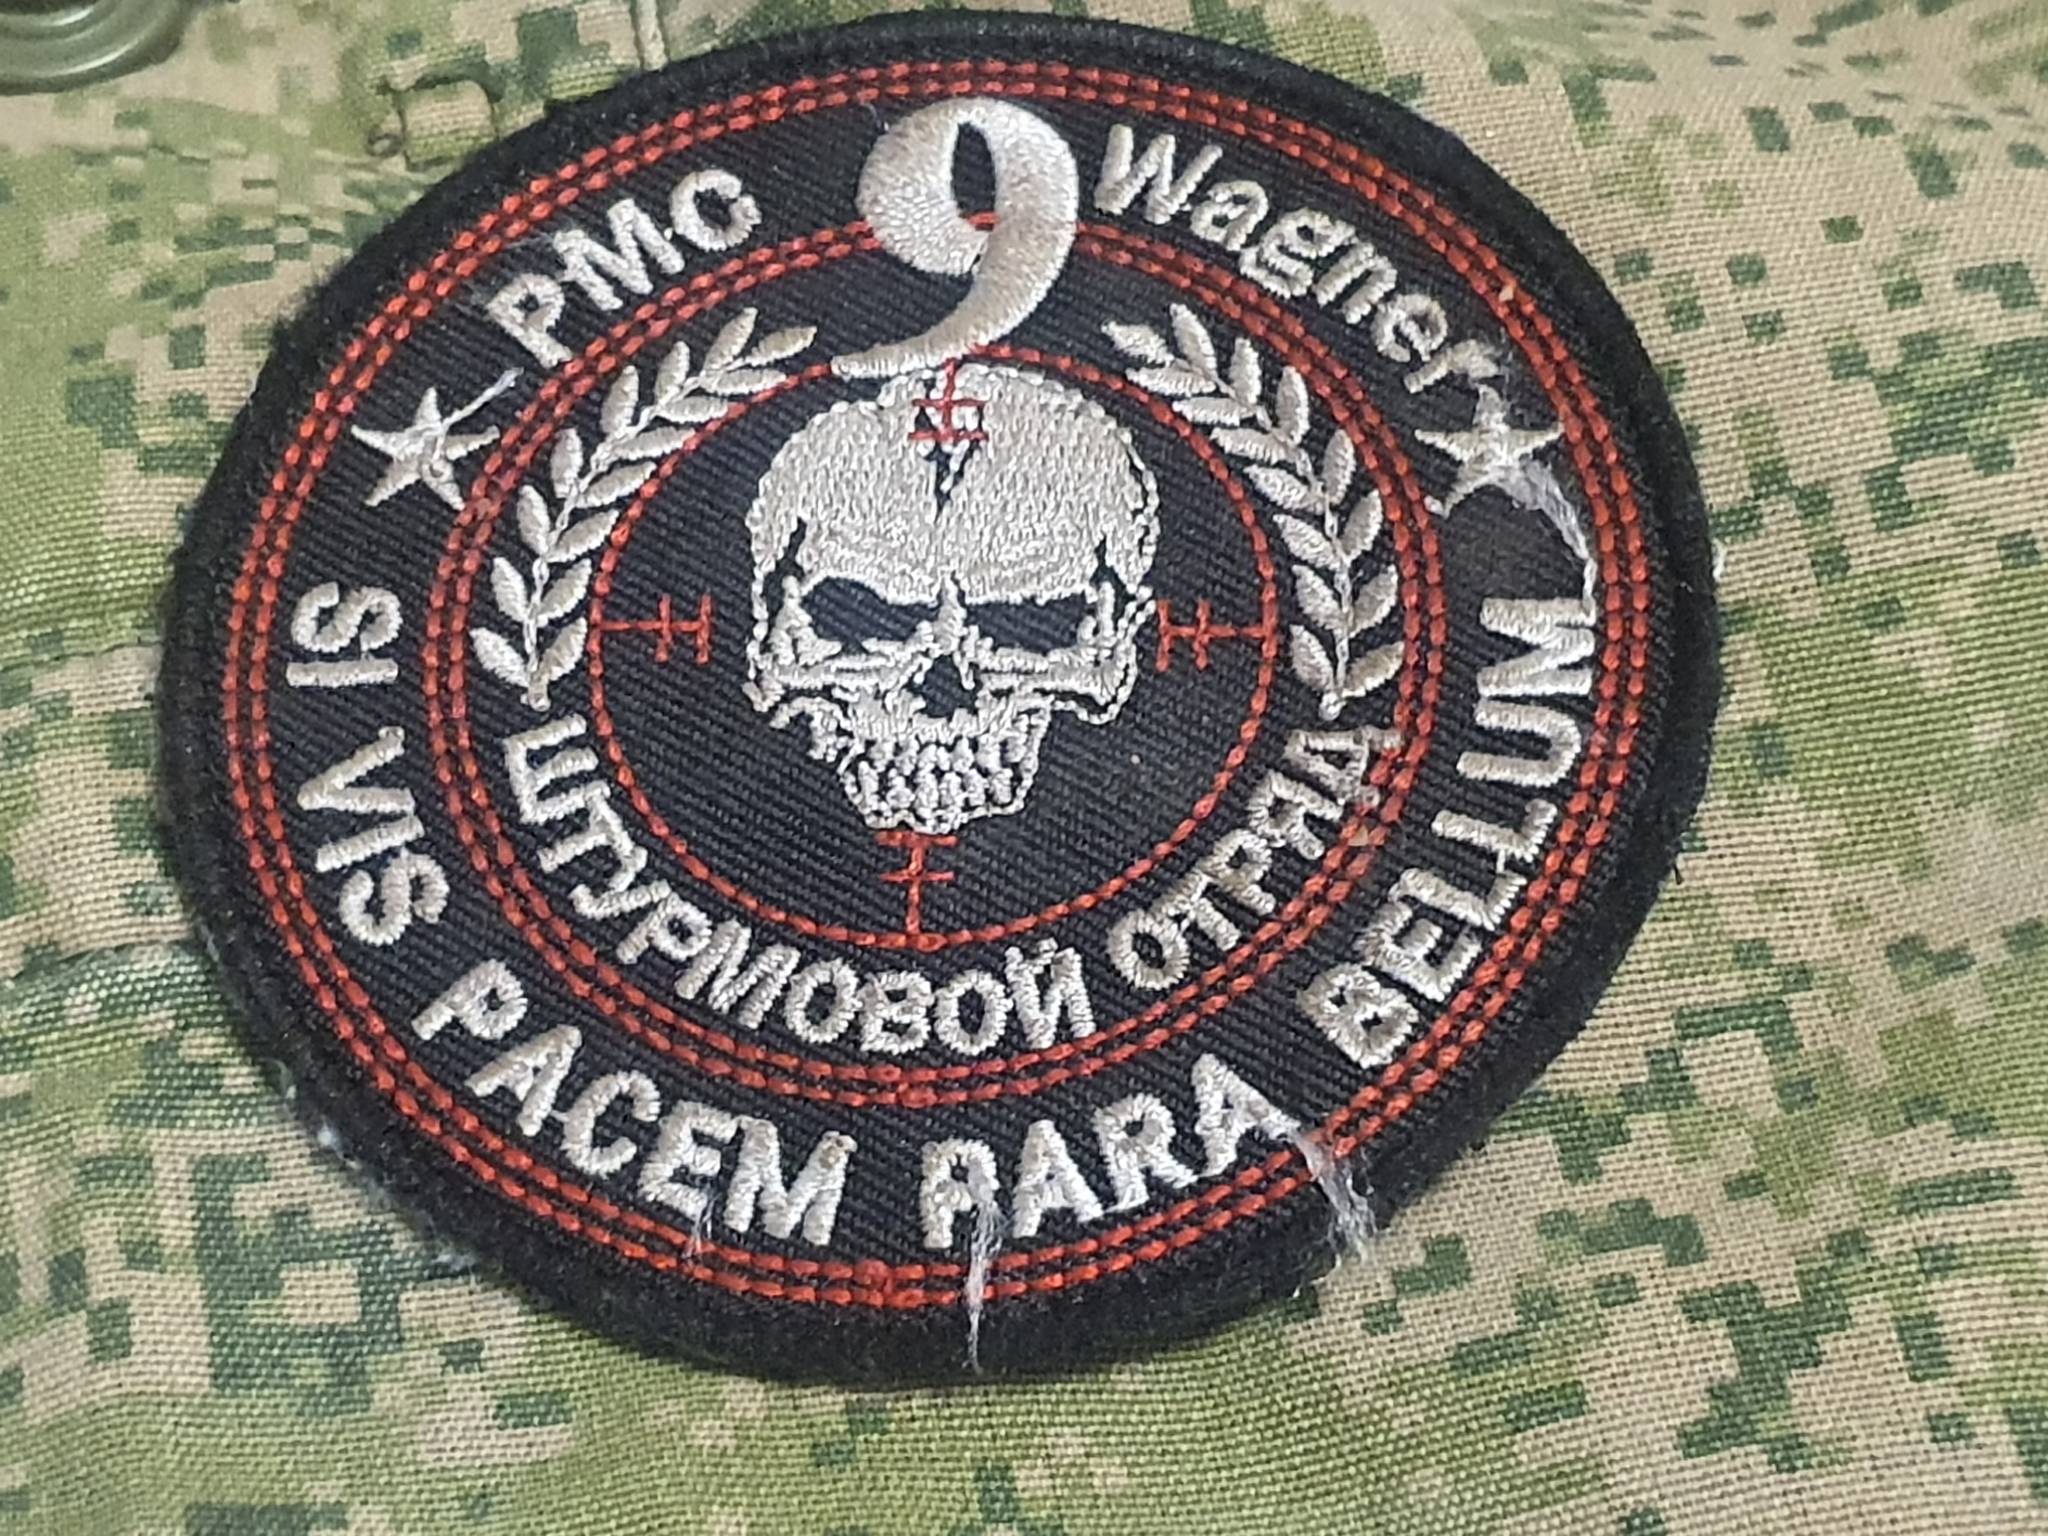 PMC 9 Wagner
ШТУРМОВОЙ ОТРЯД
SI VIS PACEM PARA BELLUM